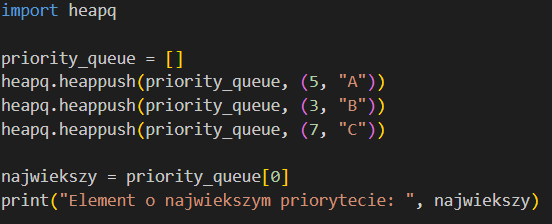 import heapq
priority_queue = []
heapq.heappush(priority_queue, (5, "A"))
heapq.heappush(priority_queue, (3, "B"))
heapq.heappush(priority_queue, (7, "C"))
najwiekszy = priority_queue[0]
print("Element o najwiekszym priorytecie: ", najwiekszy)